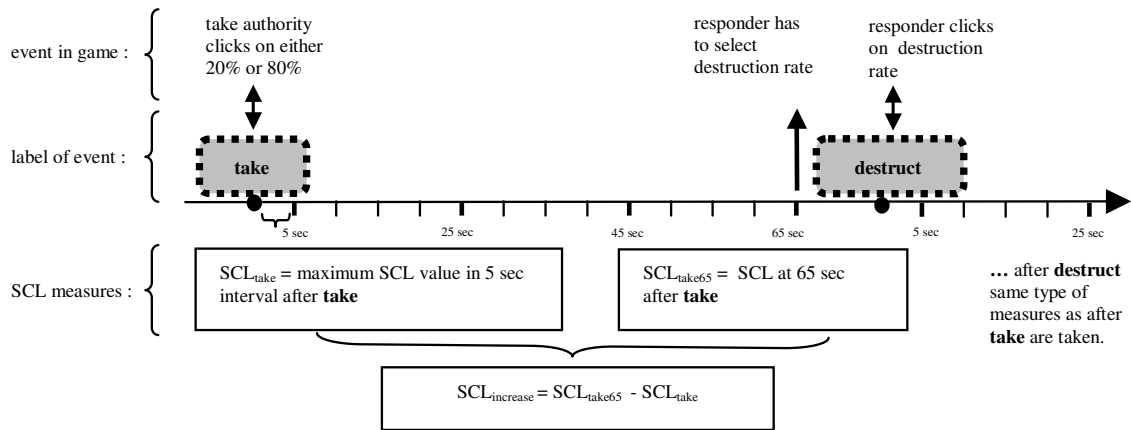 event in game :
take authority
clicks on either
20% or 80%
responder has
to select
destruction rate
responder clicks
on destruction
rate
label of event :
take
destruct
5 sec
25 sec
45 sec
65 sec
5 sec
25 sec
SCL measures :
SCLtake = maximum SCL value in 5 sec
interval after take
SCLtake65 = SCL at 65 sec
after take
... after destruct
same type of
measures as after
take are taken.
SCLincrease = SCLtake65 - SCLtake